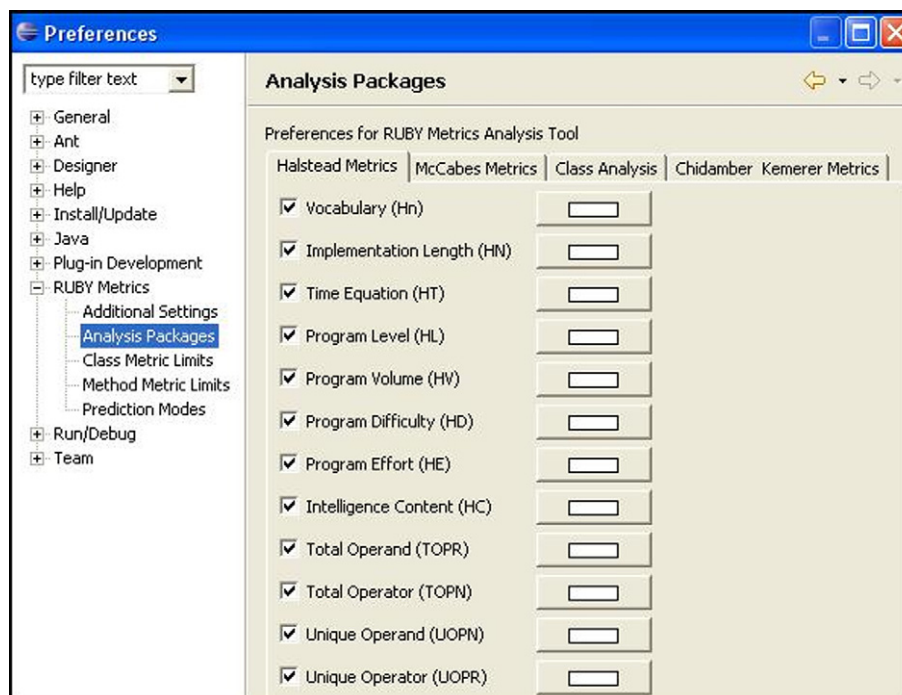 Preferences
type filter text
General
Ant
Designer
Help
Install/Update
Java
Plug-in Development
RUBY Metrics
Additional Settings
Analysis Packages
Class Metric Limits
Method Metric Limits
Prediction Modes
Run/Debug
Team
Analysis Packages
Preferences for RUBY Metrics Analysis Tool
Halstead Metrics McCabes Metrics Class Analysis Chidamber Kemerer Metrics
Vocabulary (Hn)
Implementation Length (HN)
Time Equation (HT)
Program Level (HL)
Program Volume (HV)
Program Difficulty (HD)
Program Effort (HE)
Intelligence Content (HC)
Total Operand (TOPR)
Total Operator (TOPN)
Unique Operand (UOPN)
Unique Operator (UOPR)